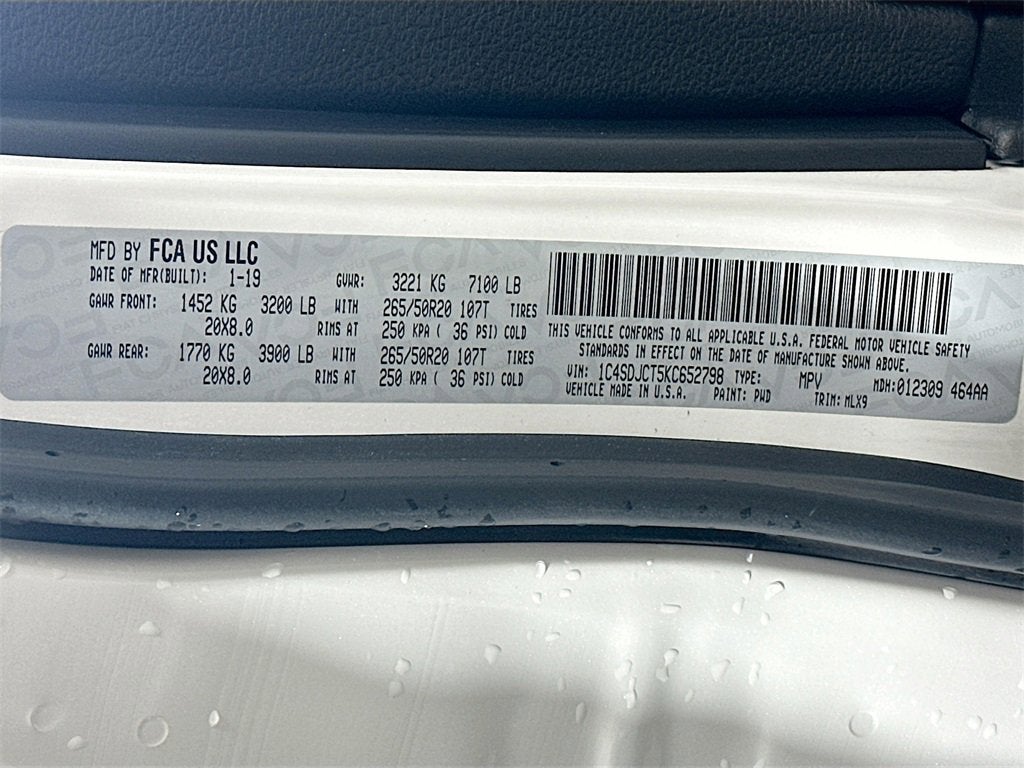 MFD BY FCA US LLC
DATE OF MFR(BUILT): 1-19 GVWR: 3221 KG 7100 LB
GAWR FRONT: 1452 KG 3200 LB WITH 265/50R20 107T TIRES
20X8.0 RIMS AT 250 KPA ( 36 PSI) COLD
GAWR REAR: 1770 KG 3900 LB WITH 265/50R20 107T TIRES
20X8.0 RIMS AT 250 KPA ( 36 PSI) COLD
THIS VEHICLE CONFORMS TO ALL APPLICABLE U.S.A. FEDERAL MOTOR VEHICLE SAFETY
STANDARDS IN EFFECT ON THE DATE OF MANUFACTURE SHOWN ABOVE.
VIN: 1C4SDJCT5KC652798 TYPE: MPV MDH:012309 464AA
VEHICLE MADE IN U.S.A. PAINT: PWD TRIM: MLX9